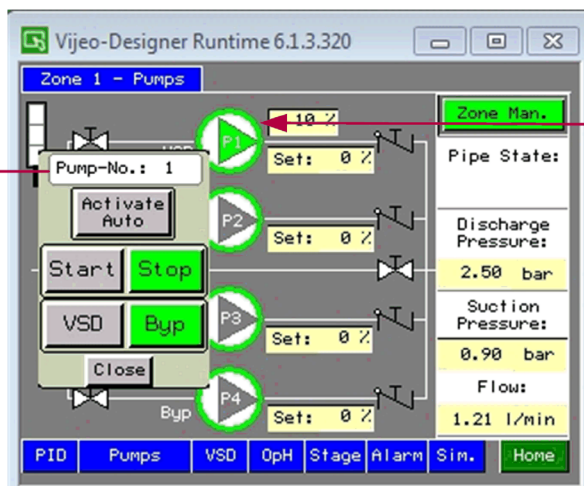 Vijeo-Designer Runtime 6.1.3.320
Zone 1 - Pumps
10 %
Zone Man.
P1
Set: 0 %
Pump-No.: 1
Pipe State:
Activate
Auto
P2
Set: 0 %
Discharge
Pressure:
Start Stop
2.50 bar
VSD Byp
P3
Set: 0 %
Suction
Pressure:
0.90 bar
Close
Flow:
Byp
P4
Set: 0 %
1.21 l/min
PID Pumps VSD OpH Stage Alarm Sim. Home